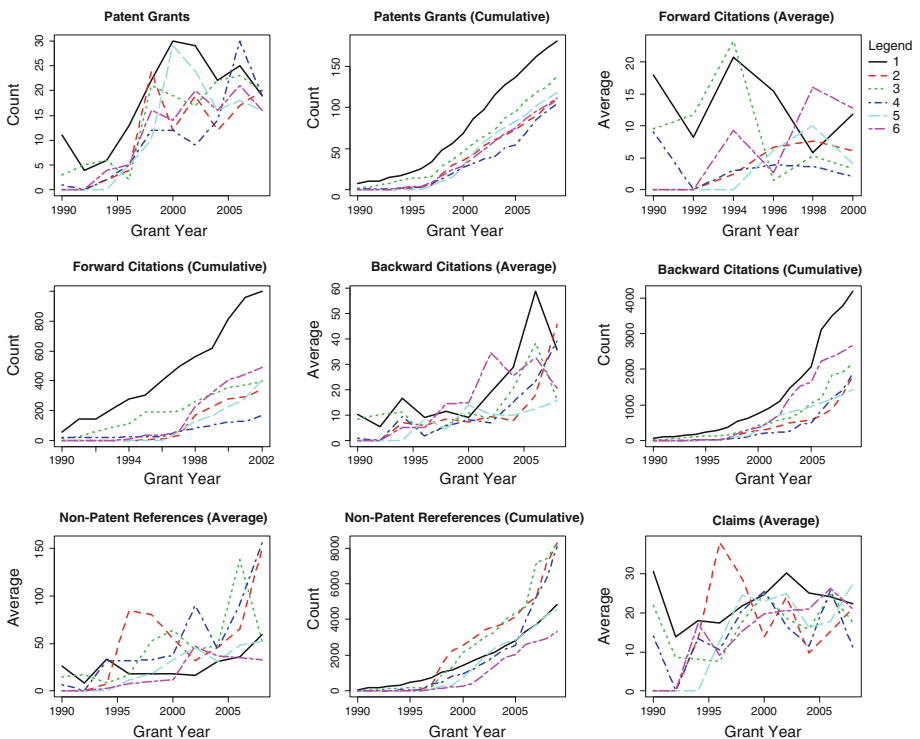 Patent Grants
Patents Grants (Cumulative)
Forward Citations (Average)
Legend
1
2
3
4
5
6
Count
0 5 10 15 20 25 30
1990 1995 2000 2005
Grant Year
Count
0 50 100 150
1990 1995 2000 2005
Grant Year
Average
0 5 10 15 20
1990 1992 1994 1996 1998 2000
Grant Year
Forward Citations (Cumulative)
Backward Citations (Average)
Backward Citations (Cumulative)
Count
0 200 400 600 800
1990 1994 1998 2002
Grant Year
Average
0 10 20 30 40 50 60
1990 1995 2000 2005
Grant Year
Count
0 1000 2000 3000 4000
1990 1995 2000 2005
Grant Year
Non-Patent References (Average)
Non-Patent Rereferences (Cumulative)
Claims (Average)
Average
0 50 100 150
1990 1995 2000 2005
Grant Year
Count
0 2000 4000 6000 8000
1990 1995 2000 2005
Grant Year
Average
0 10 20 30
1990 1995 2000 2005
Grant Year